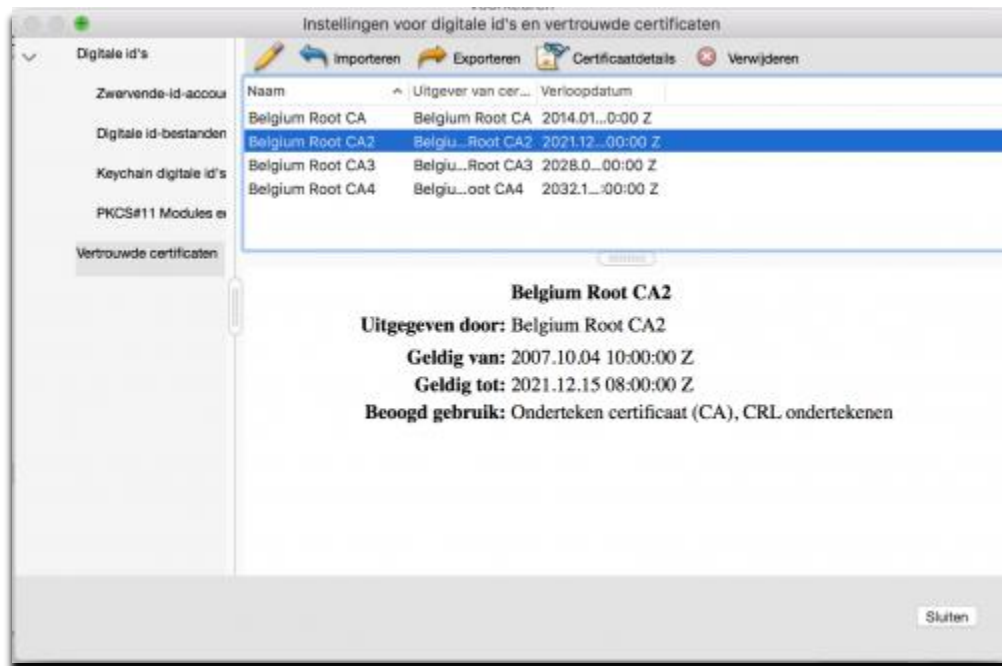 Instellingen voor digitale id's en vertrouwde certificaten
Digitale id's
Zwervende-id-accou
Digitale id-bestanden
Keychain digitale id's
PKCS#11 Modules e
Vertrouwde certificaten
Importeren Exporteren Certificaatdetails Verwijderen
Naam Uitgever van cer... Verloopdatum
Belgium Root CA Belgium Root CA 2014.01...0:00 Z
Belgium Root CA2 Belgiu...Root CA2 2021.12...00:00 Z
Belgium Root CA3 Belgiu...Root CA3 2028.0...00:00 Z
Belgium Root CA4 Belgiu...oot CA4 2032.1...:00:00 Z
Belgium Root CA2
Uitgegeven door: Belgium Root CA2
Geldig van: 2007.10.04 10:00:00 Z
Geldig tot: 2021.12.15 08:00:00 Z
Beoogd gebruik: Onderteken certificaat (CA), CRL ondertekenen
Sluiten